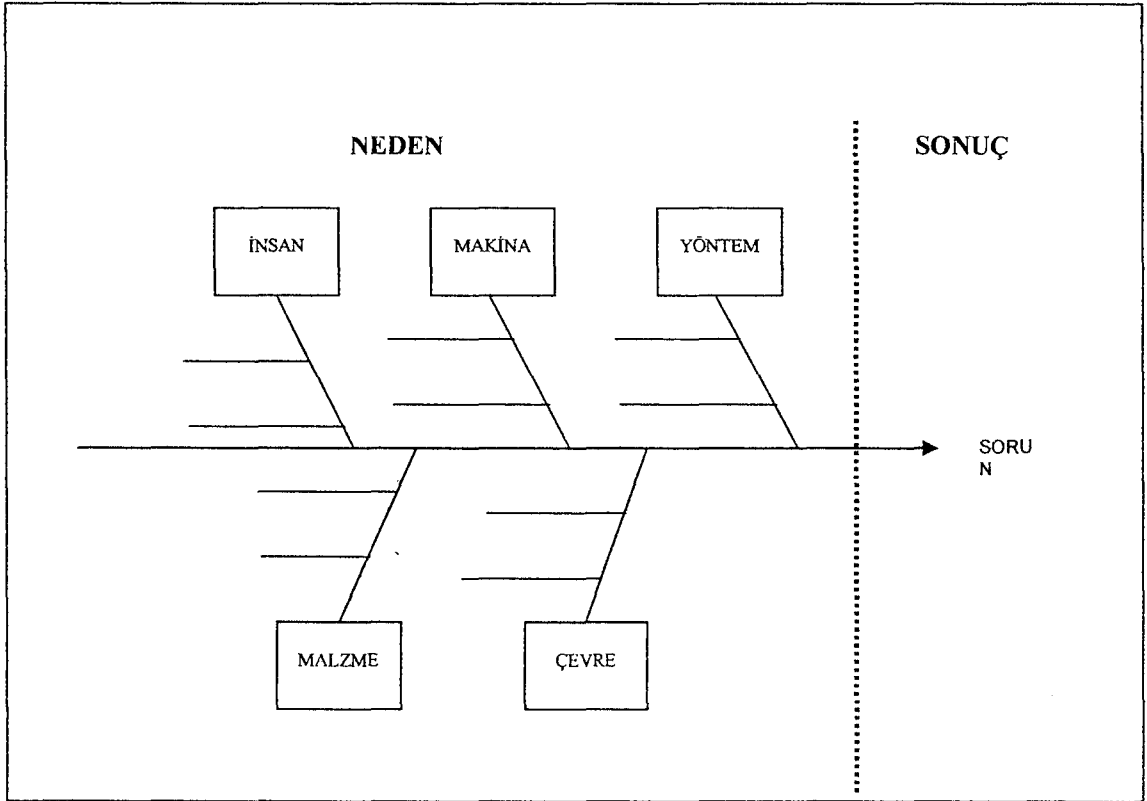 NEDEN
SONUÇ
İNSAN
MAKİNA
YÖNTEM
SORU
N
MALZME
ÇEVRE